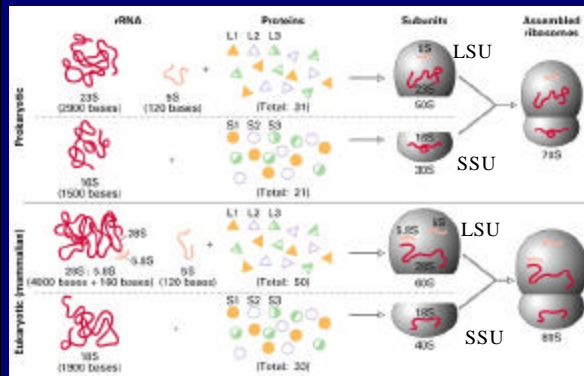 rRNA Proteins Subunits Assembled ribosomes
Prokaryotic
L1 L2 L3
5S LSU
+
23S (2900 bases)
5S (120 bases)
(Total: 31)
23S
50S
S1 S2 S3
+
16S (1500 bases)
(Total: 21)
16S
30S
SSU
70S
Eukaryotic (mammalian)
L1 L2 L3
28S
5.8S
+
28S : 5.8S (4800 bases + 160 bases)
5S (120 bases)
(Total: 50)
5.8S 5S LSU
28S
60S
S1 S2 S3
+
18S (1900 bases)
(Total: 33)
18S
40S
SSU
80S